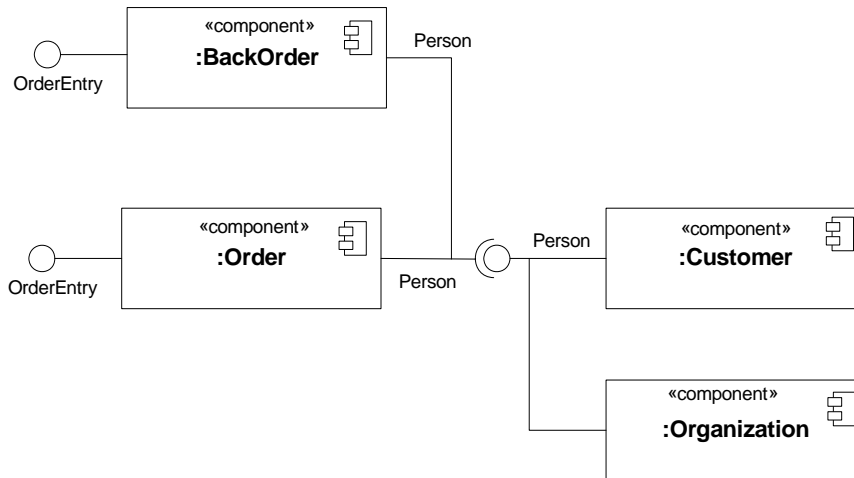 «component»
:BackOrder
Person
OrderEntry
«component»
:Order
OrderEntry
Person
Person
«component»
:Customer
«component»
:Organization